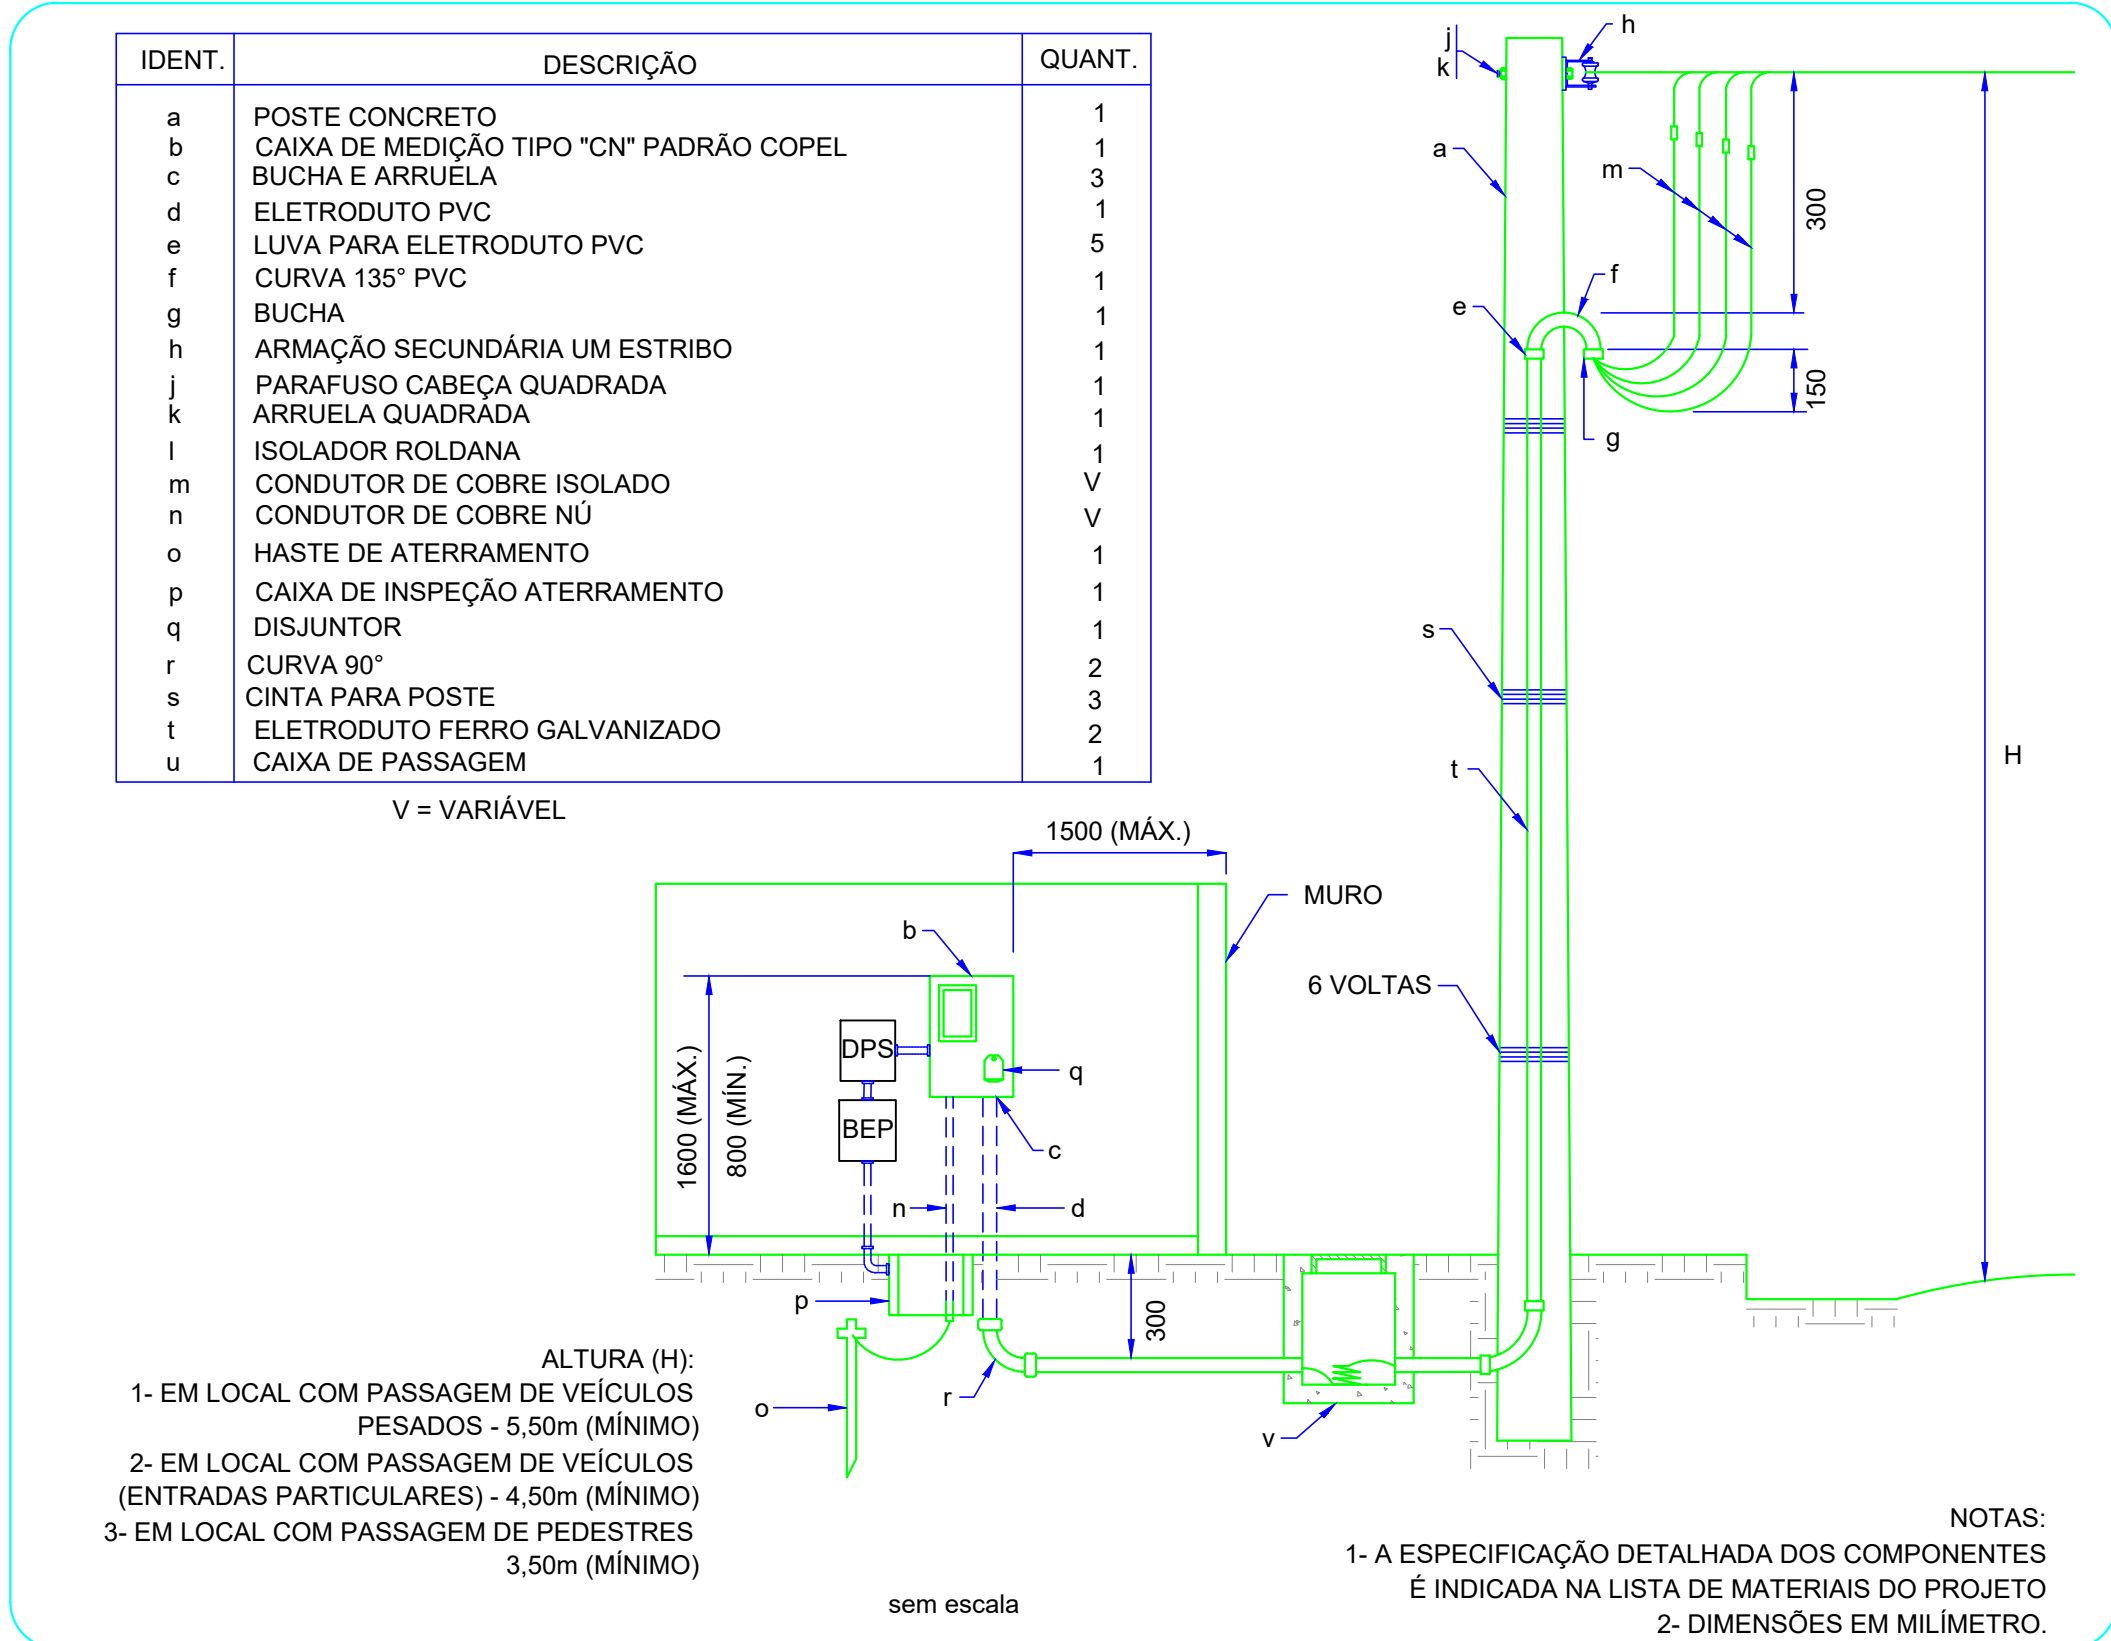 IDENT. DESCRIÇÃO QUANT.
a POSTE CONCRETO 1
b CAIXA DE MEDIÇÃO TIPO "CN" PADRÃO COPEL 1
c BUCHA E ARRUELA 3
d ELETRODUTO PVC 1
e LUVA PARA ELETRODUTO PVC 5
f CURVA 135° PVC 1
g BUCHA 1
h ARMAÇÃO SECUNDÁRIA UM ESTRIBO 1
j PARAFUSO CABEÇA QUADRADA 1
k ARRUELA QUADRADA 1
l ISOLADOR ROLDANA 1
m CONDUTOR DE COBRE ISOLADO V
n CONDUTOR DE COBRE NÚ V
o HASTE DE ATERRAMENTO 1
p CAIXA DE INSPEÇÃO ATERRAMENTO 1
q DISJUNTOR 1
r CURVA 90° 2
s CINTA PARA POSTE 3
t ELETRODUTO FERRO GALVANIZADO 2
u CAIXA DE PASSAGEM 1
V = VARIÁVEL
j
k
h
a
m
300
f
e
150
g
s
t
H
1500 (MÁX.)
MURO
b
6 VOLTAS
1600 (MÁX.)
800 (MÍN.)
DPS
q
BEP
c
n
d
p
300
r
o
v
ALTURA (H):
1- EM LOCAL COM PASSAGEM DE VEÍCULOS
PESADOS - 5,50m (MÍNIMO)
2- EM LOCAL COM PASSAGEM DE VEÍCULOS
(ENTRADAS PARTICULARES) - 4,50m (MÍNIMO)
3- EM LOCAL COM PASSAGEM DE PEDESTRES
3,50m (MÍNIMO)
sem escala
NOTAS:
1- A ESPECIFICAÇÃO DETALHADA DOS COMPONENTES
É INDICADA NA LISTA DE MATERIAIS DO PROJETO
2- DIMENSÕES EM MILÍMETRO.